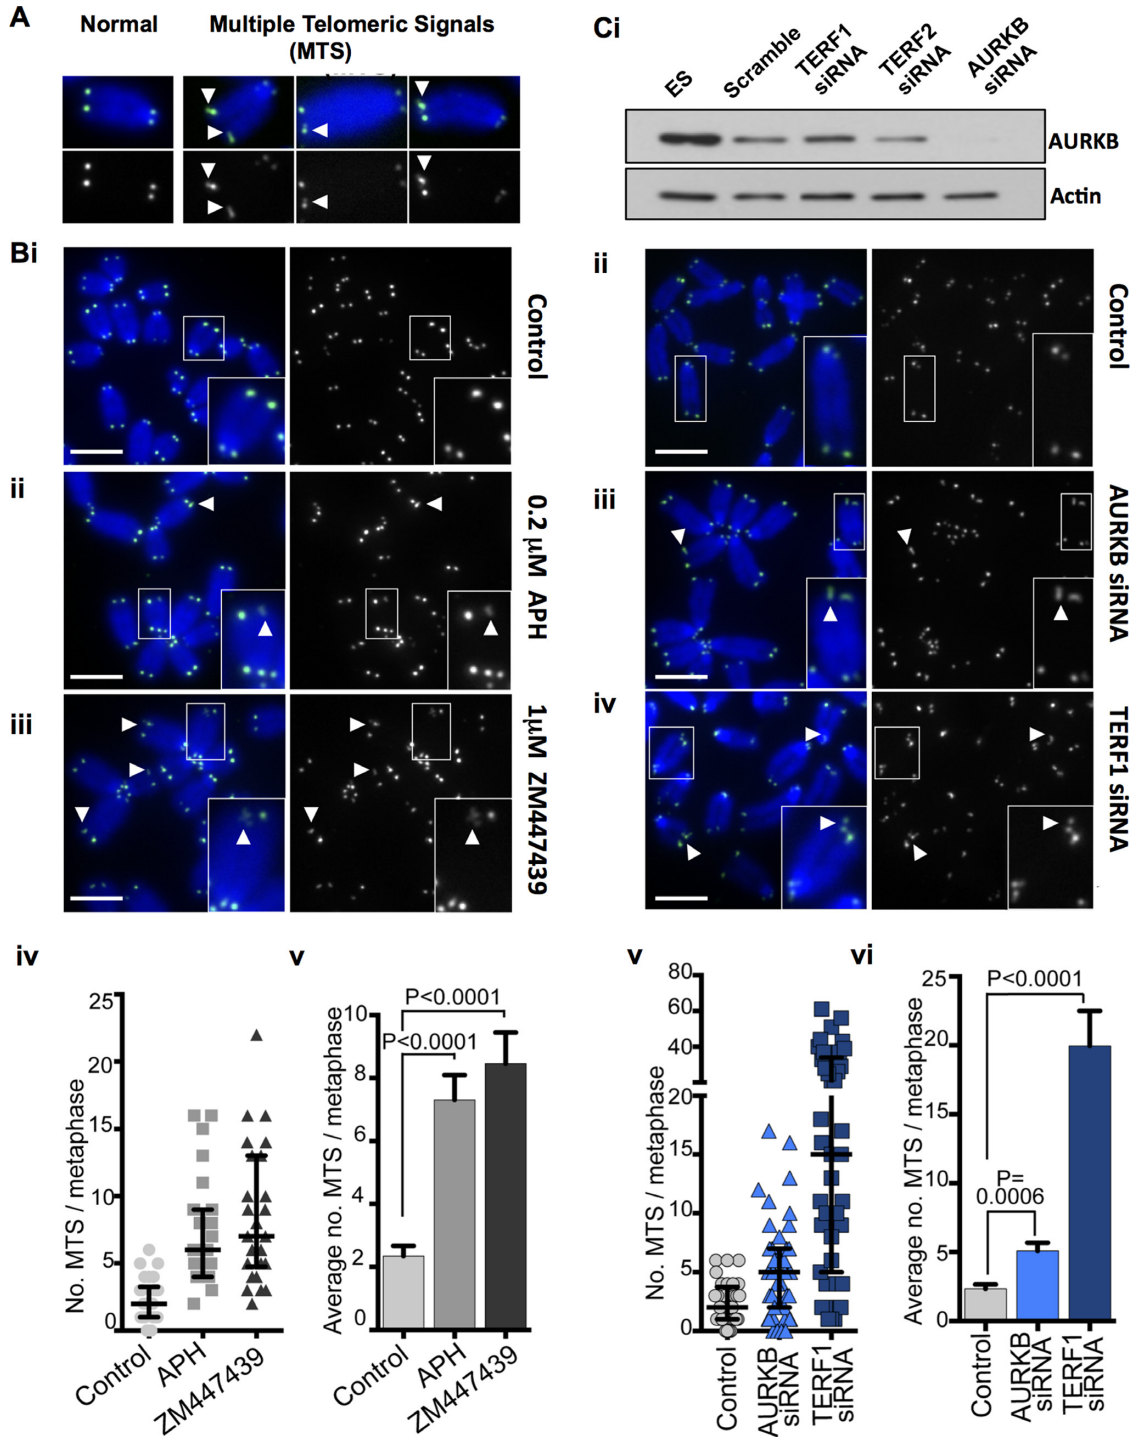 A
Normal
Multiple Telomeric Signals
(MTS)
Bi
Control
ii
0.2 μM APH
iii
1μM ZM447439
iv
No. MTS / metaphase
25
20
15
10
5
0
Control
APH
ZM447439
v
Average no. MTS / metaphase
10
8
6
4
2
0
P<0.0001
P<0.0001
Control
APH
ZM447439
Ci
ES
Scramble
TERF1
siRNA
TERF2
siRNA
AURKB
siRNA
AURKB
Actin
ii
Control
iii
AURKB siRNA
iv
TERF1 siRNA
v
No. MTS / metaphase
80
60
40
20
15
10
5
0
Control
AURKB
siRNA
TERF1
siRNA
vi
Average no. MTS / metaphase
25
20
15
10
5
0
P<0.0001
P=
0.0006
Control
AURKB
siRNA
TERF1
siRNA